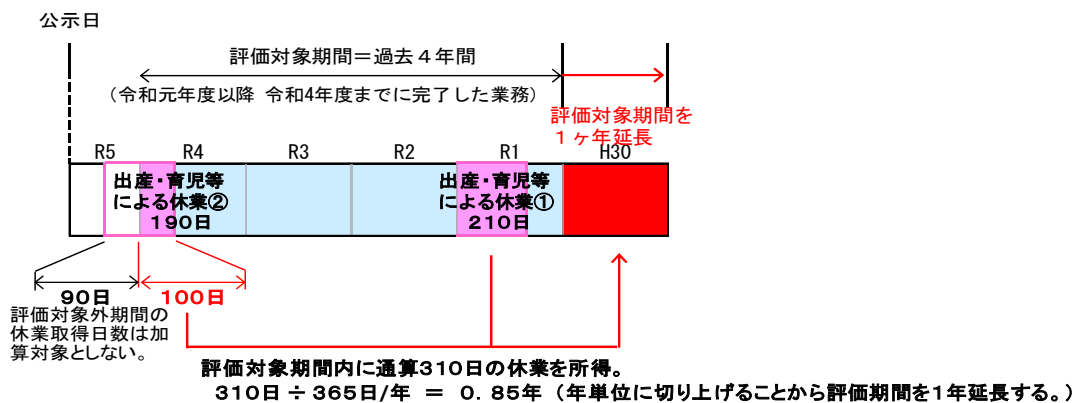 公示日
評価対象期間＝過去４年間
（令和元年度以降 令和4年度までに完了した業務）
評価対象期間を
１ヶ年延長
R5 R4 R3 R2 R1 H30
出産・育児等
による休業②
１９０日
出産・育児等
による休業①
２１０日
９０日
１００日
評価対象外期間の
休業取得日数は加
算対象としない。
評価対象期間内に通算３１０日の休業を所得。
３１０日 ÷ ３６５日/年 ＝ ０．８５年 （年単位に切り上げることから評価期間を１年延長する。）